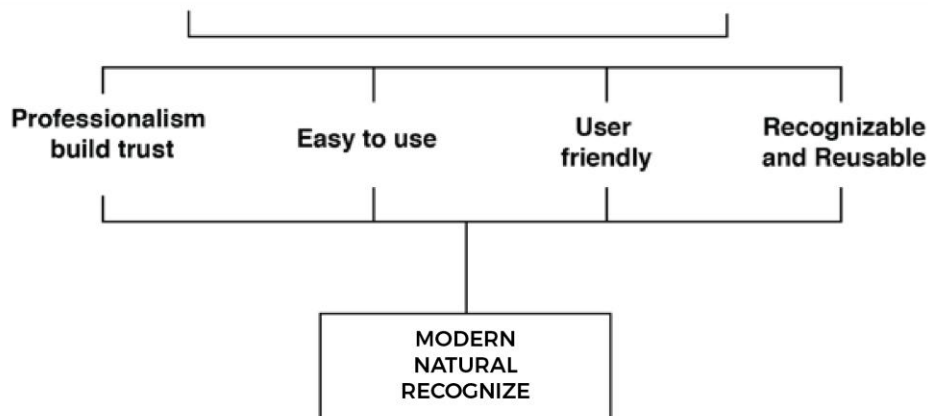 Professionalism
build trust
Easy to use
User
friendly
Recognizable
and Reusable
MODERN
NATURAL
RECOGNIZE